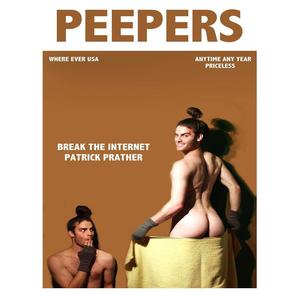 PEEPERS
WHERE EVER USA
ANYTIME ANY YEAR
PRICELESS
BREAK THE INTERNET
PATRICK PRATHER